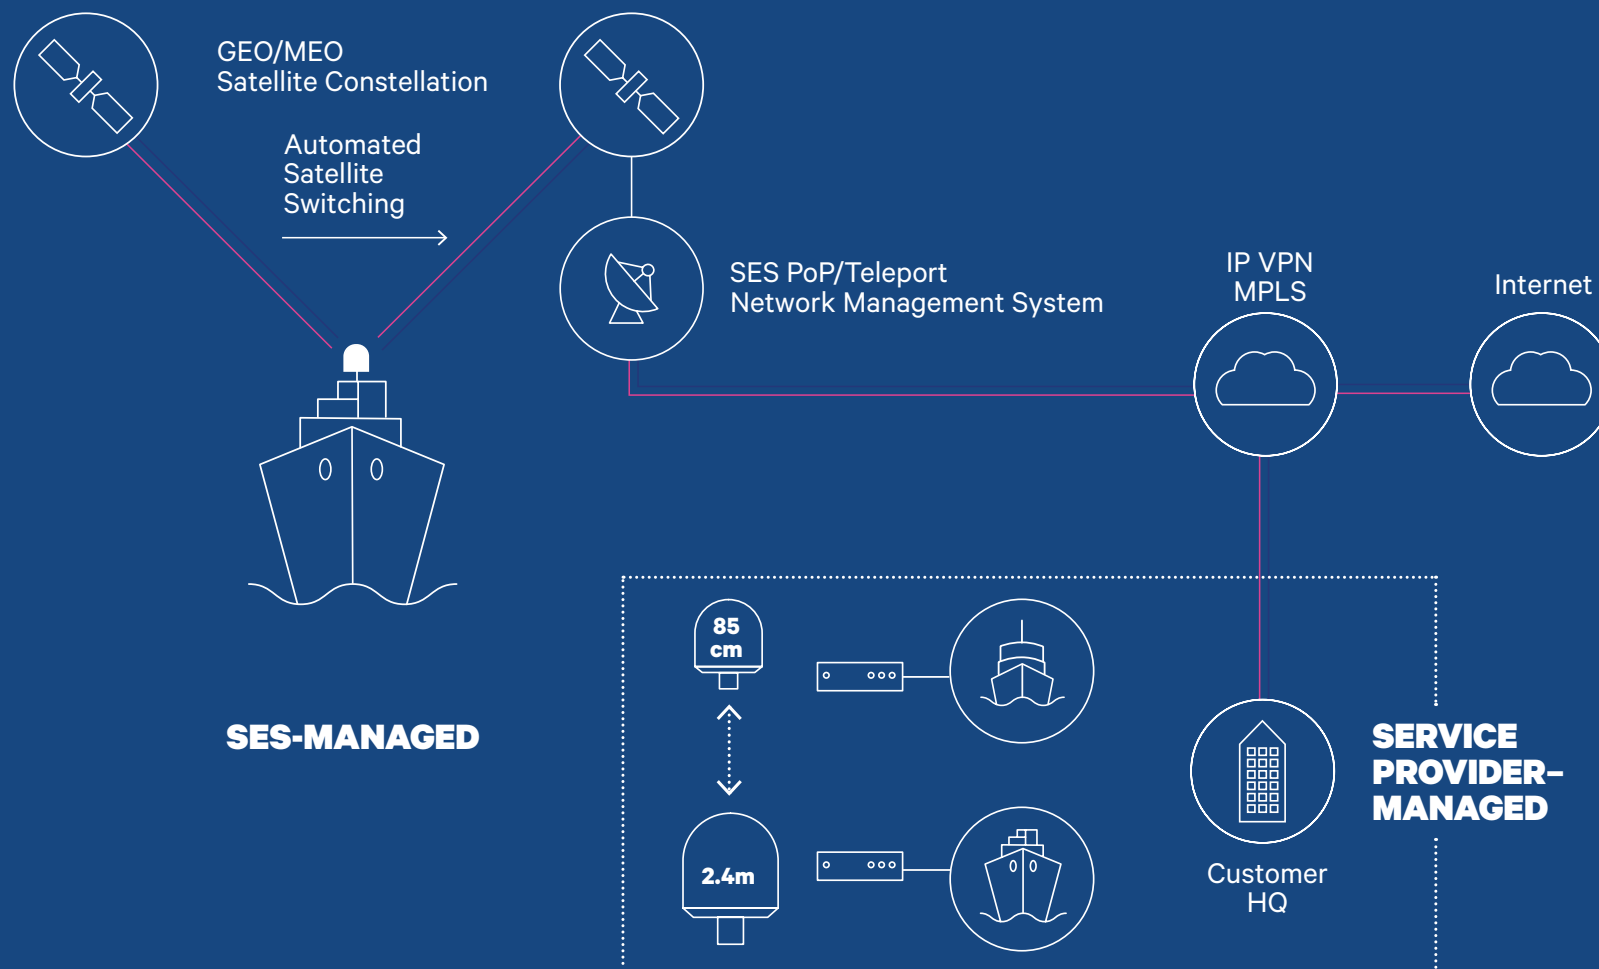 GEO/MEO
Satellite Constellation
Automated
Satellite
Switching
SES PoP/Teleport
Network Management System
IP VPN
MPLS
Internet
85
cm
SES-MANAGED
SERVICE
PROVIDER–
MANAGED
2.4m
Customer
HQ